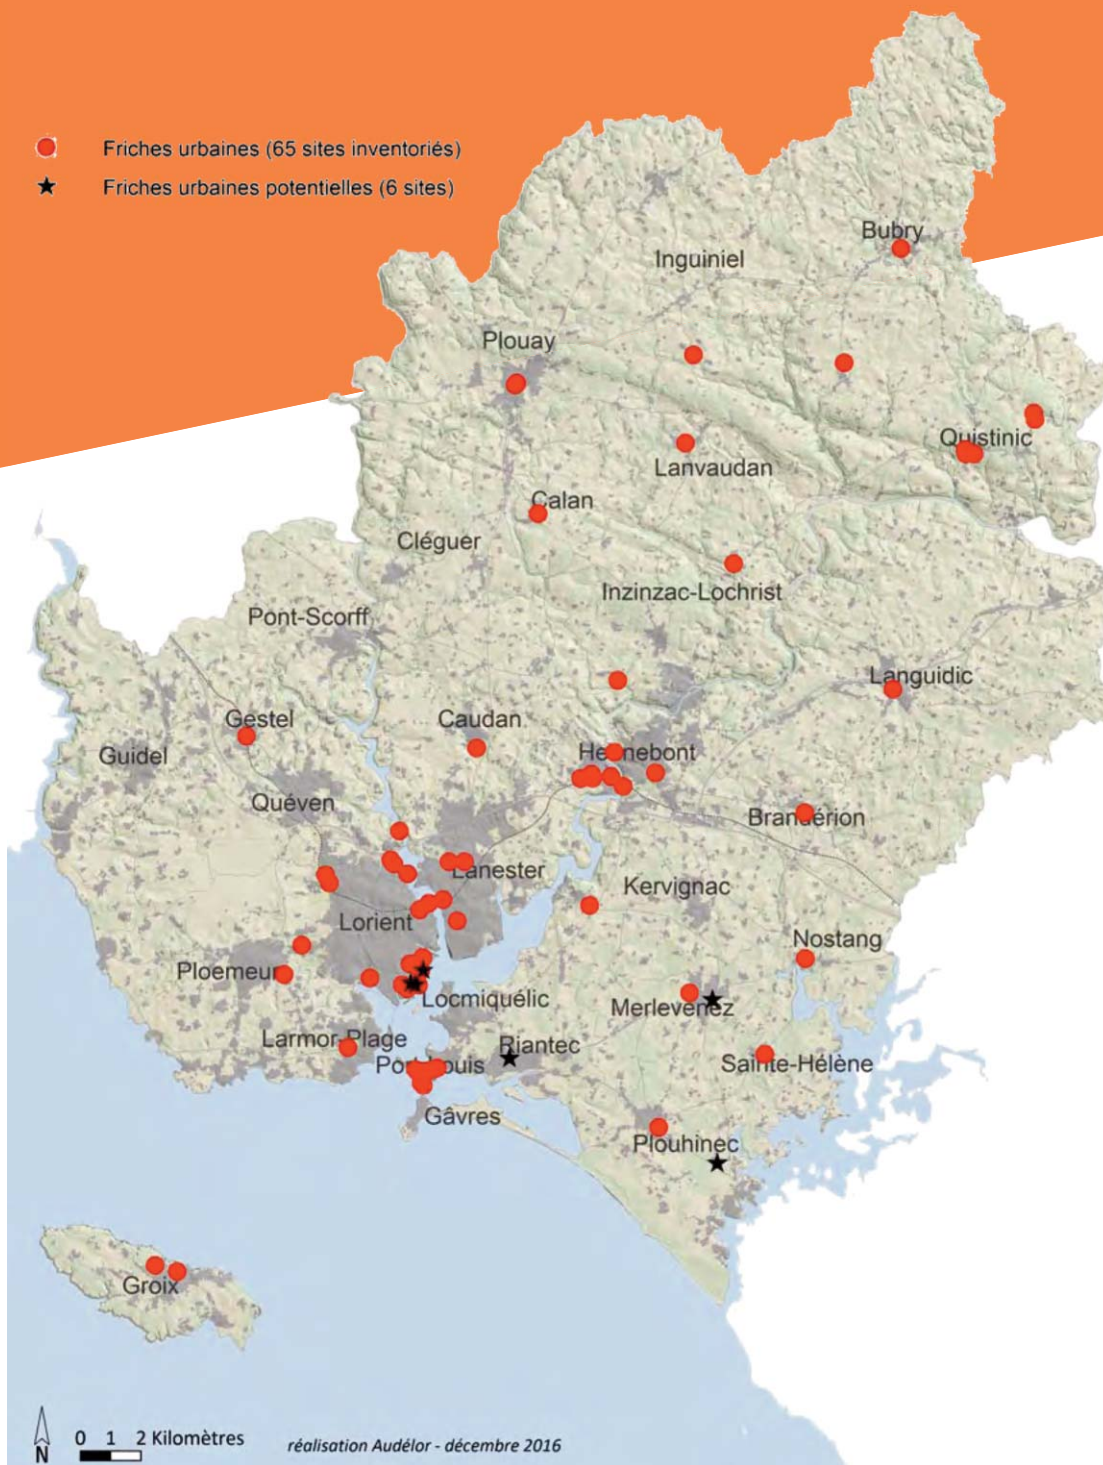 Friches urbaines (65 sites inventoriés)
Friches urbaines potentielles (6 sites)
Bubry
Inguiniel
Plouay
Quistinic
Lanvaudan
Calan
Cléguer
Inzinzac-Lochrist
Pont-Scorff
Languidic
Gestel
Caudan
Guidel
Hennebont
Quéven
Brandérion
Lanester
Kervignac
Lorient
Nostang
Ploemeur
Locmiquélic
Merlevenez
Larmor-Plage
Riantec
Port-Louis
Sainte-Hélène
Gâvres
Plouhinec
Groix
N
0 1 2 Kilomètres
réalisation Audélor - décembre 2016